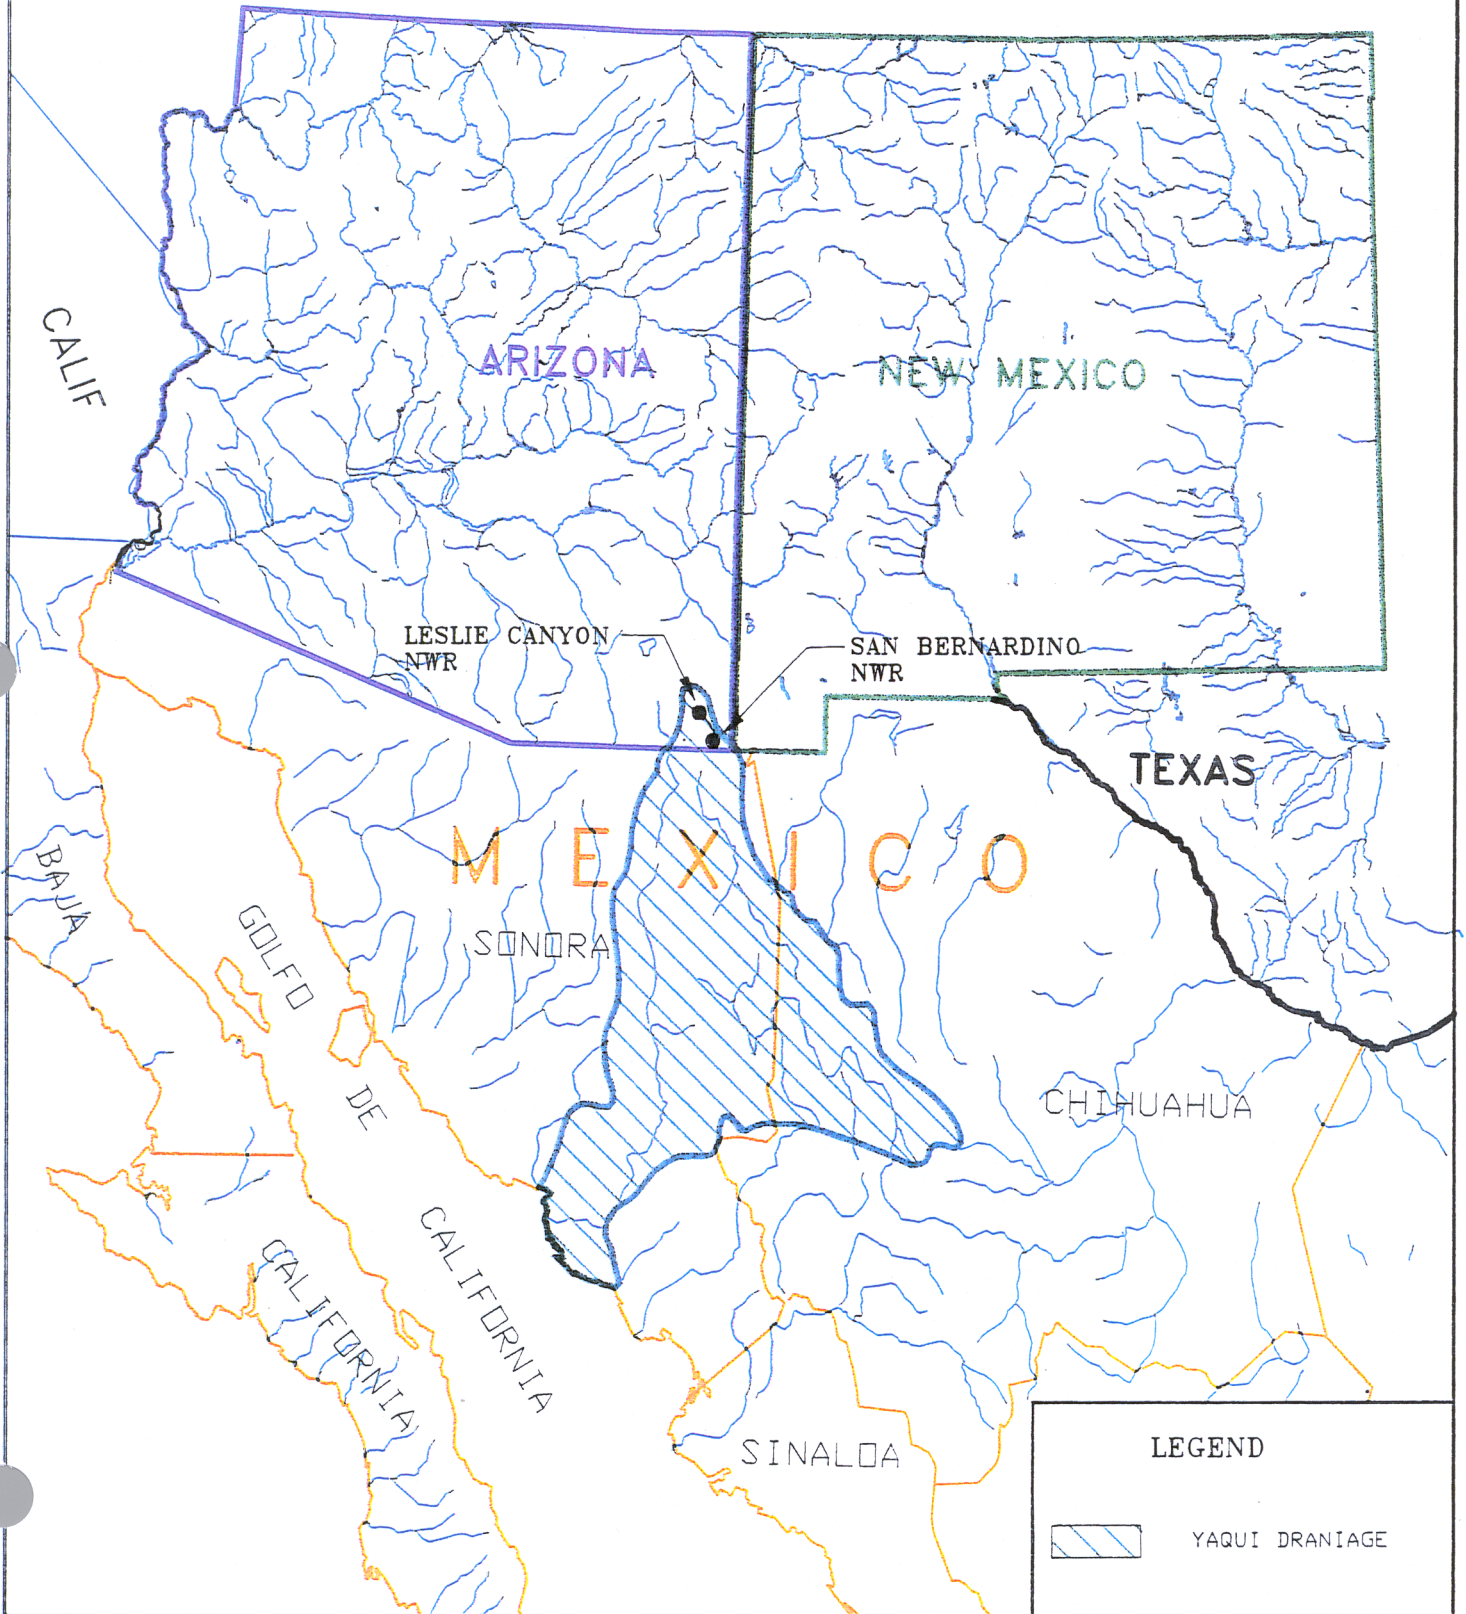 CALIF
ARIZONA
NEW MEXICO
LESLIE CANYON
NWR
SAN BERNARDINO
NWR
TEXAS
MEXICO
BAJA
GOLFO
SONORA
DE
CHIHUAHUA
CALIFORNIA
CALIFORNIA
SINALOA
LEGEND
YAQUI DRANIAGE